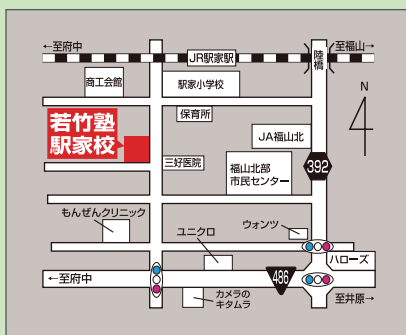 ←至府中
JR駅家駅
陸橋
至福山→
商工会館
駅家小学校
N
保育所
若竹塾
駅家校
JA福山北
三好医院
福山北部
市民センター
392
もんぜんクリニック
ユニクロ
ウォンツ
ハローズ
←至府中
486
カメラの
キタムラ
至井原→